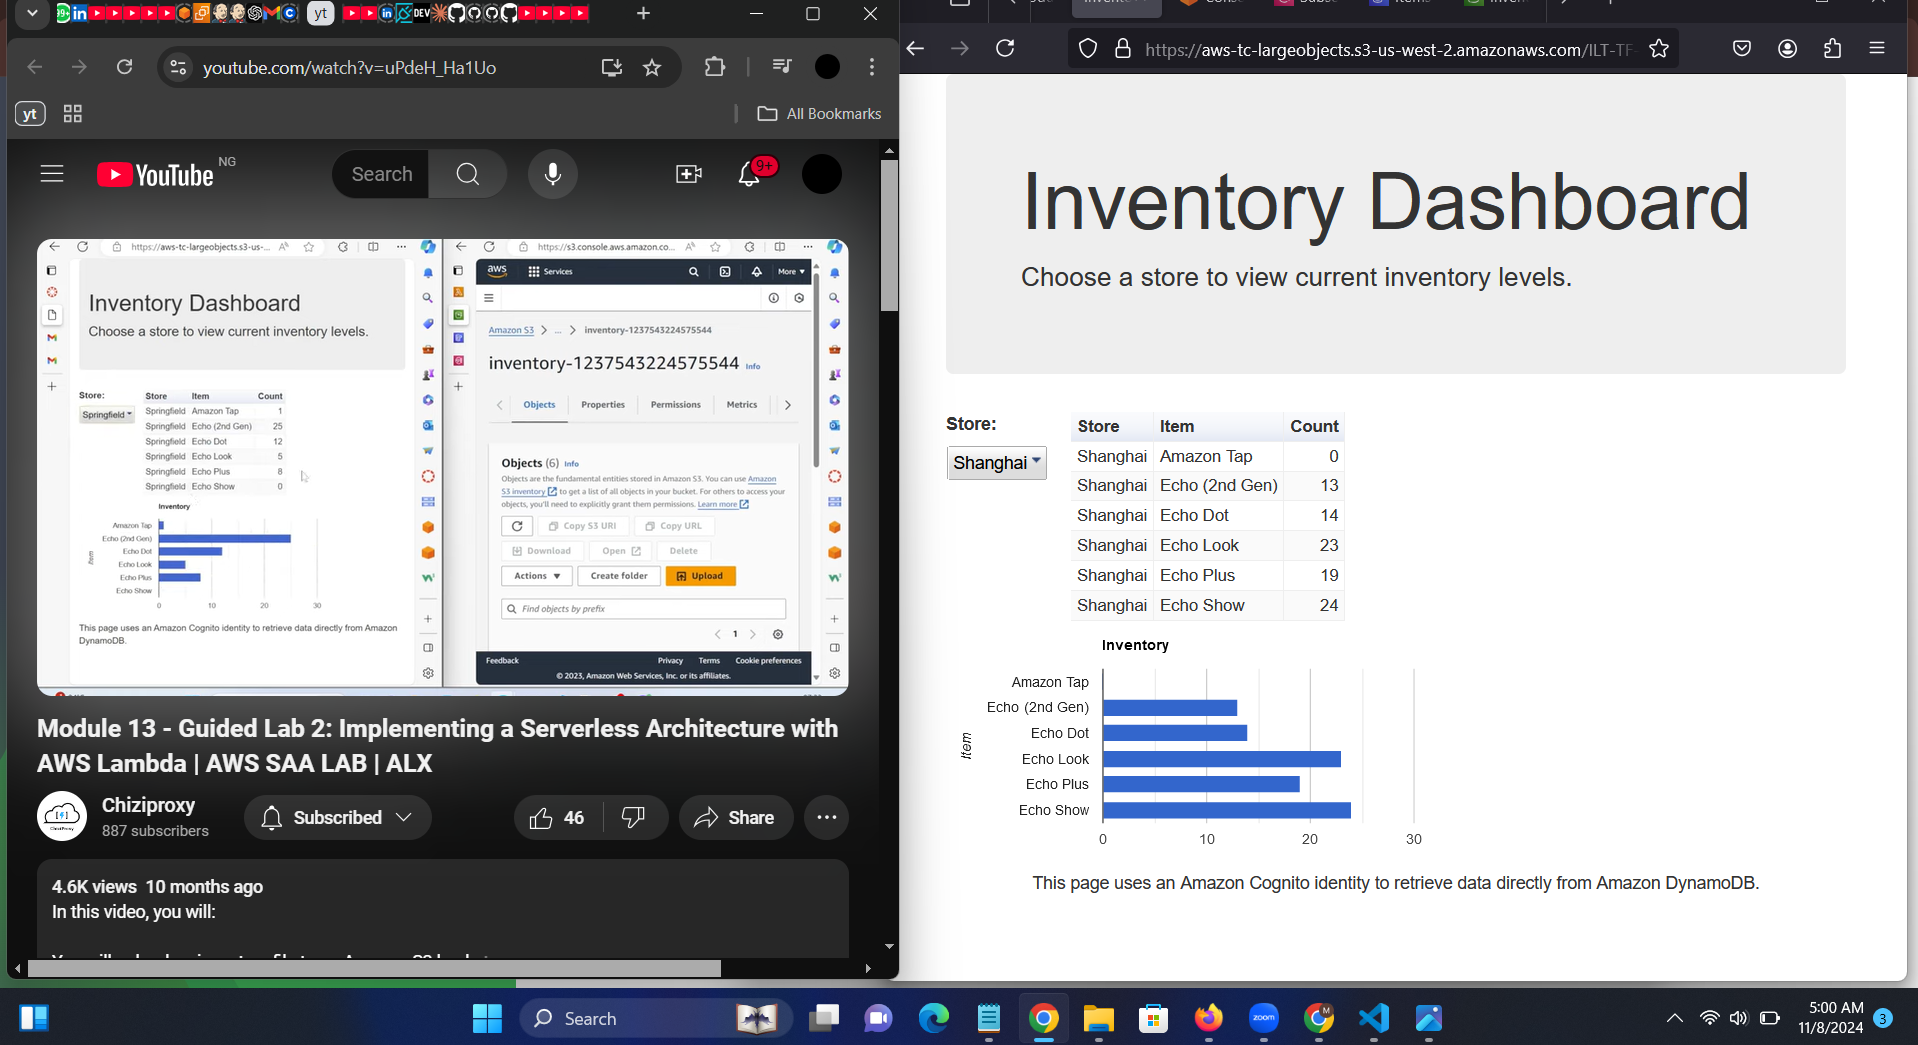 yt
youtube.com/watch?v=uPdeH_Ha1Uo
https://aws-tc-largeobjects.s3-us-west-2.amazonaws.com/ILT-TF
yt
All Bookmarks
YouTube NG
Search
9+
https://aws-tc-largeobjects.s3-us-...
https://s3.console.aws.amazon.co...
Inventory Dashboard
Choose a store to view current inventory levels.
Store:
Springfield
Store Item Count
Springfield Amazon Tap 1
Springfield Echo (2nd Gen) 25
Springfield Echo Dot 12
Springfield Echo Look 5
Springfield Echo Plus 8
Springfield Echo Show 0
Inventory
Item
Amazon Tap
Echo (2nd Gen)
Echo Dot
Echo Look
Echo Plus
Echo Show
0 10 20 30
This page uses an Amazon Cognito identity to retrieve data directly from Amazon
DynamoDB.
aws Services More
Amazon S3 > ... > inventory-1237543224575544
inventory-1237543224575544 Info
Objects Properties Permissions Metrics
Objects (6) Info
Objects are the fundamental entities stored in Amazon S3. You can use Amazon
S3 inventory to get a list of all objects in your bucket. For others to access your
objects, you'll need to explicitly grant them permissions. Learn more
Copy S3 URI Copy URL
Download Open Delete
Actions Create folder Upload
Find objects by prefix
1
Feedback Privacy Terms Cookie preferences
© 2023, Amazon Web Services, Inc. or its affiliates.
Module 13 - Guided Lab 2: Implementing a Serverless Architecture with
AWS Lambda | AWS SAA LAB | ALX
Chiziproxy
887 subscribers
Subscribed
46
Share
4.6K views 10 months ago
In this video, you will:
Inventory Dashboard
Choose a store to view current inventory levels.
Store:
Shanghai
Store Item Count
Shanghai Amazon Tap 0
Shanghai Echo (2nd Gen) 13
Shanghai Echo Dot 14
Shanghai Echo Look 23
Shanghai Echo Plus 19
Shanghai Echo Show 24
Inventory
Item
Amazon Tap
Echo (2nd Gen)
Echo Dot
Echo Look
Echo Plus
Echo Show
0 10 20 30
This page uses an Amazon Cognito identity to retrieve data directly from Amazon DynamoDB.
Search
zoom
5:00 AM
11/8/2024
3